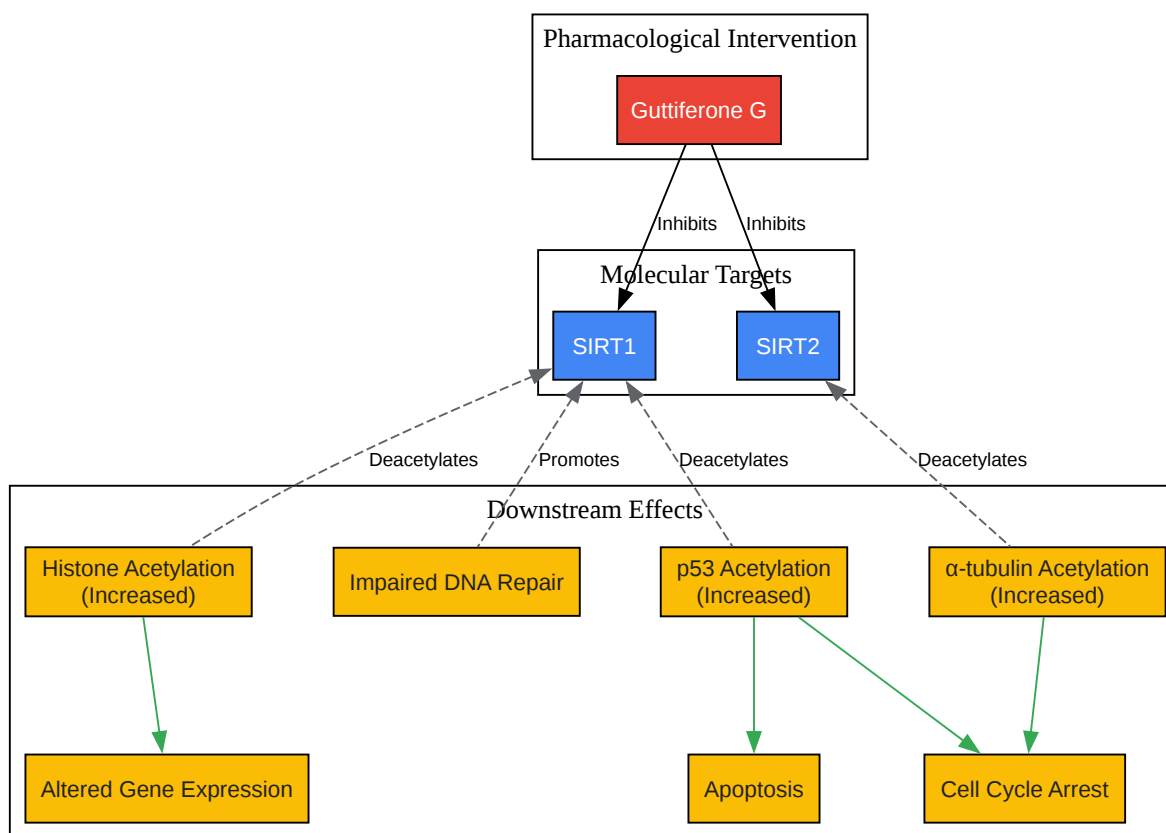 Pharmacological Intervention
Guttiferone G
Inhibits
Inhibits
Molecular Targets
SIRT1
SIRT2
Deacetylates
Promotes
Deacetylates
Deacetylates
Downstream Effects
Histone Acetylation
(Increased)
Impaired DNA Repair
p53 Acetylation
(Increased)
α-tubulin Acetylation
(Increased)
Altered Gene Expression
Apoptosis
Cell Cycle Arrest